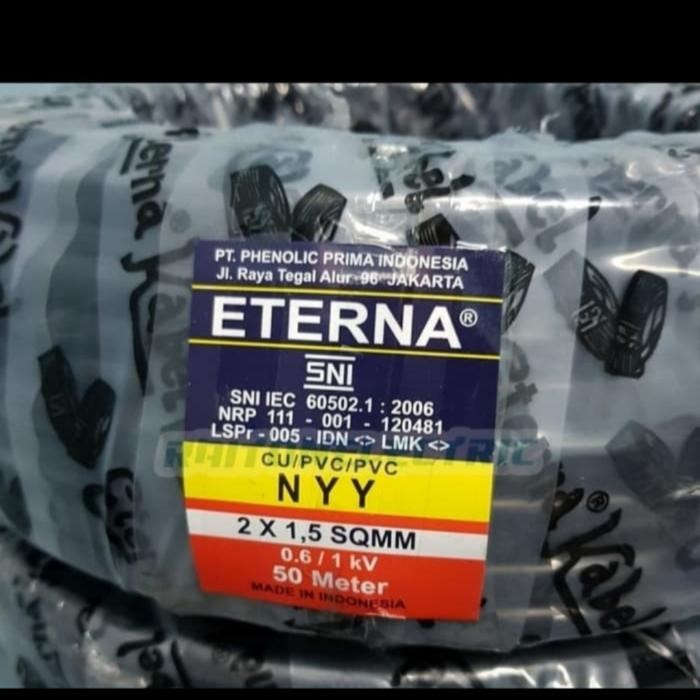 PT. PHENOLIC PRIMA INDONESIA
Jl. Raya Tegal Alur 96 JAKARTA
ETERNA®
SNI
SNI IEC 60502.1 : 2006
NRP 111 - 001 - 120481
LSPr - 005 - IDN <> LMK <>
CU/PVC/PVC
NYY
2 X 1,5 SQMM
0.6 / 1 kV
50 Meter
MADE IN INDONESIA
® Kabel